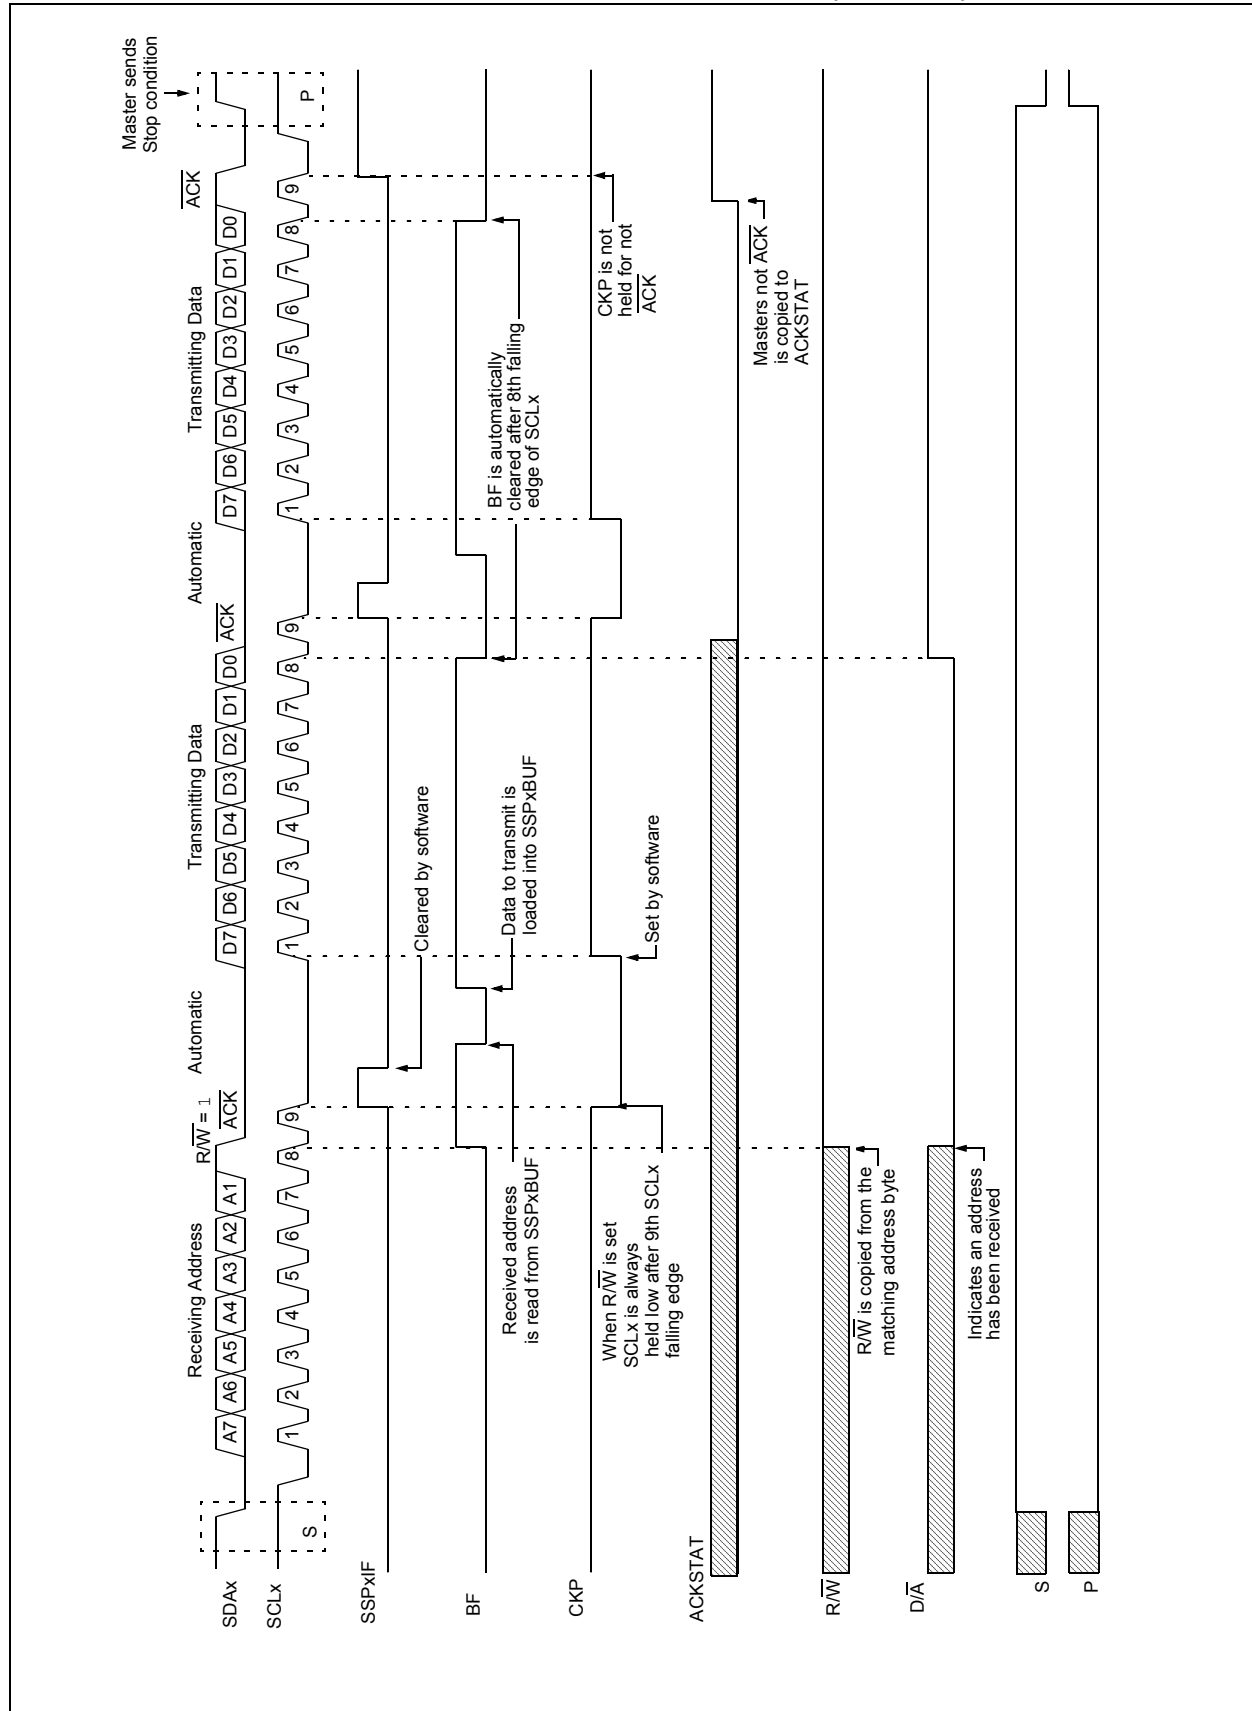 Master sends
Stop condition
Receiving Address R/W̅ = 1 Automatic Transmitting Data Automatic Transmitting Data
A̅C̅K̅ A̅C̅K̅ A̅C̅K̅
SDAx A7 A6 A5 A4 A3 A2 A1 D7 D6 D5 D4 D3 D2 D1 D0 D7 D6 D5 D4 D3 D2 D1 D0
SCLx 1 2 3 4 5 6 7 8 9 1 2 3 4 5 6 7 8 9 1 2 3 4 5 6 7 8 9
S P
SSPxIF
Cleared by software
BF
Received address
is read from SSPxBUF
Data to transmit is
loaded into SSPxBUF
BF is automatically
cleared after 8th falling
edge of SCLx
CKP
When R/W̅ is set
SCLx is always
held low after 9th SCLx
falling edge
Set by software
CKP is not
held for not
A̅C̅K̅
ACKSTAT
Masters not A̅C̅K̅
is copied to
ACKSTAT
R/W̅
R/W̅ is copied from the
matching address byte
D/A̅
Indicates an address
has been received
S
P